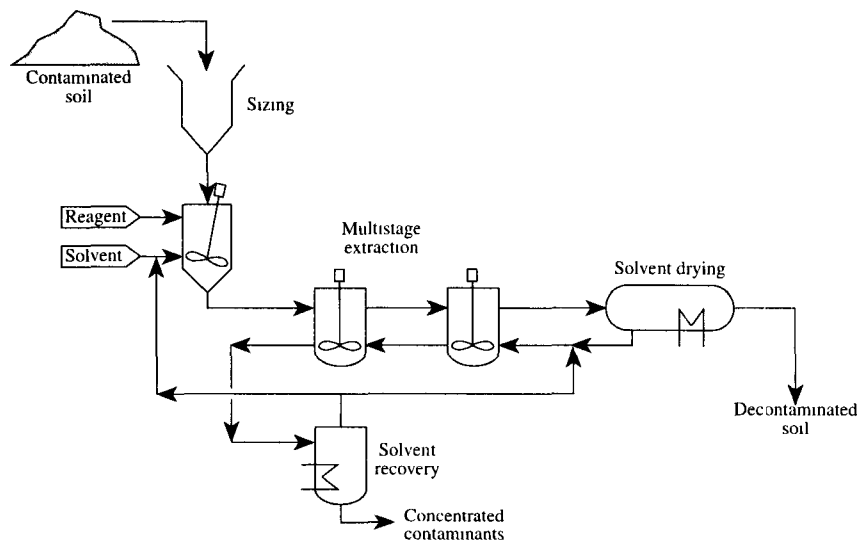 Contaminated
soil
Sizing
Reagent
Solvent
Multistage
extraction
Solvent drying
Decontaminated
soil
Solvent
recovery
Concentrated
contaminants